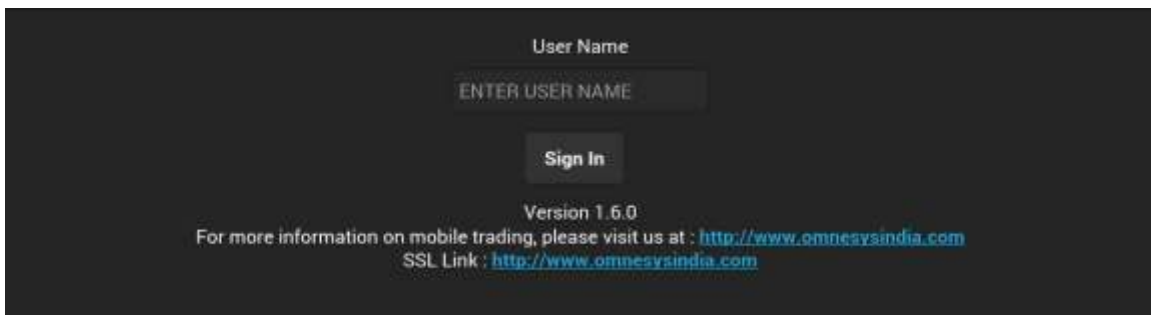 User Name
ENTER USER NAME
Sign In
Version 1.6.0
For more information on mobile trading, please visit us at : http://www.omnesysindia.com
SSL Link : http://www.omnesysindia.com